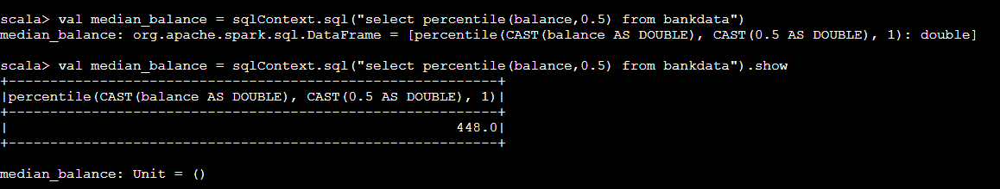 scala> val median_balance = sqlContext.sql("select percentile(balance,0.5) from bankdata")
median_balance: org.apache.spark.sql.DataFrame = [percentile(CAST(balance AS DOUBLE), CAST(0.5 AS DOUBLE), 1): double]
scala> val median_balance = sqlContext.sql("select percentile(balance,0.5) from bankdata").show
+-----------------------------------------------------------+
|percentile(CAST(balance AS DOUBLE), CAST(0.5 AS DOUBLE), 1)|
+-----------------------------------------------------------+
|                                                      448.0|
+-----------------------------------------------------------+
median_balance: Unit = ()